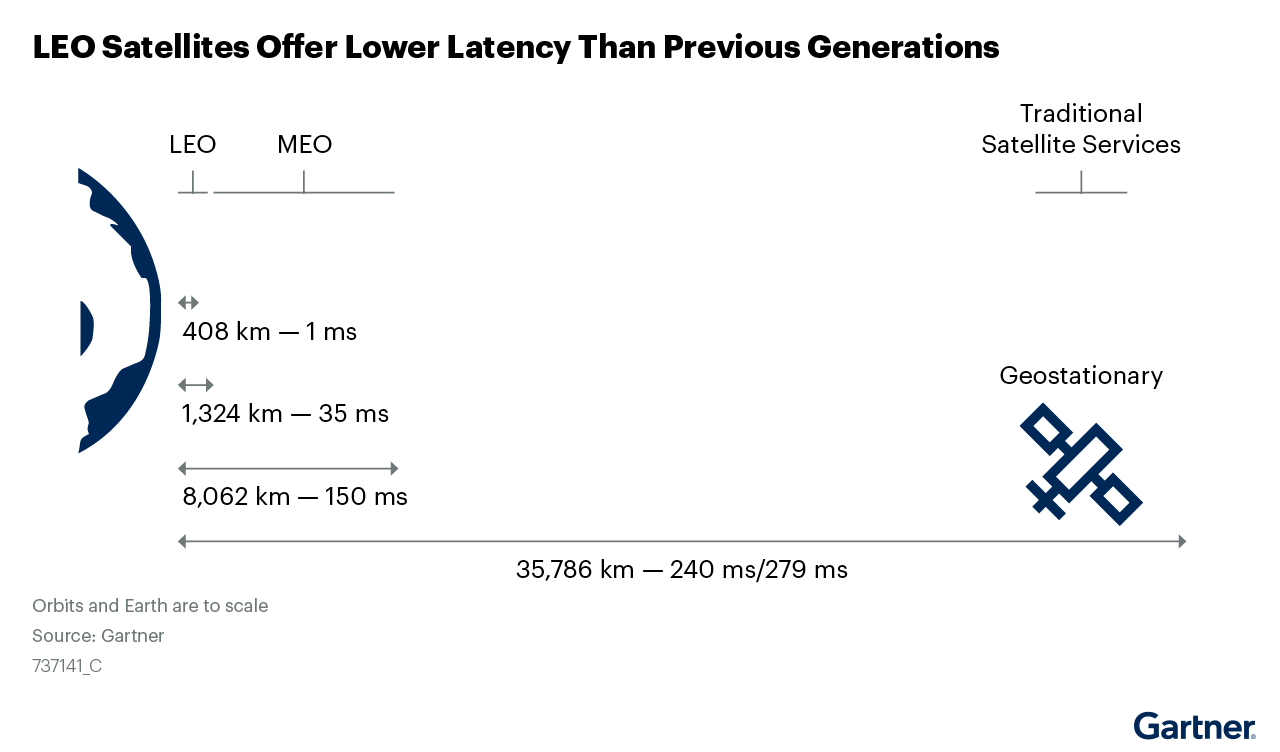 LEO Satellites Offer Lower Latency Than Previous Generations
LEO
MEO
Traditional
Satellite Services
408 km — 1 ms
1,324 km — 35 ms
8,062 km — 150 ms
Geostationary
35,786 km — 240 ms/279 ms
Orbits and Earth are to scale
Source: Gartner
737141_C
Gartner®